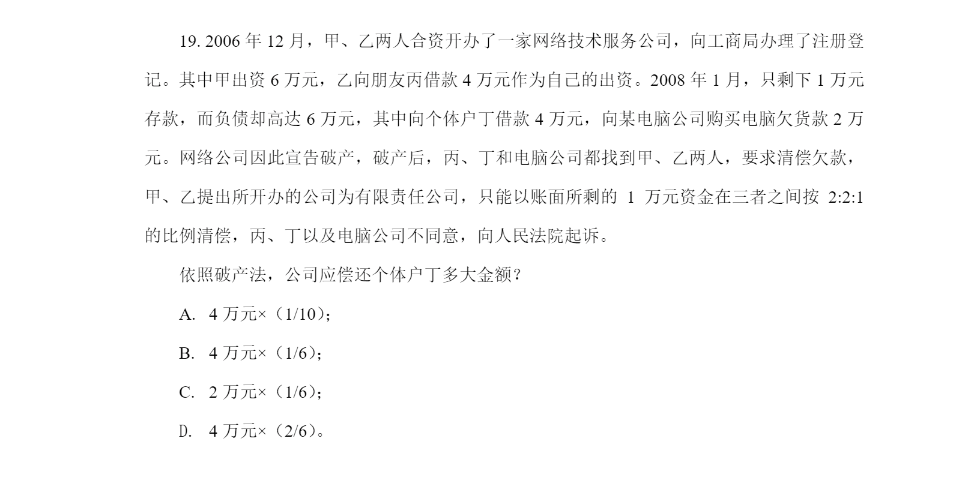 19. 2006 年 12 月，甲、乙两人合资开办了一家网络技术服务公司，向工商局办理了注册登
记。其中甲出资 6 万元，乙向朋友丙借款 4 万元作为自己的出资。2008 年 1 月，只剩下 1 万元
存款，而负债却高达 6 万元，其中向个体户丁借款 4 万元，向某电脑公司购买电脑欠货款 2 万
元。网络公司因此宣告破产，破产后，丙、丁和电脑公司都找到甲、乙两人，要求清偿欠款，
甲、乙提出所开办的公司为有限责任公司，只能以账面所剩的 1 万元资金在三者之间按 2:2:1
的比例清偿，丙、丁以及电脑公司不同意，向人民法院起诉。
依照破产法，公司应偿还个体户丁多大金额？
A. 4 万元×（1/10）；
B. 4 万元×（1/6）；
C. 2 万元×（1/6）；
D. 4 万元×（2/6）。